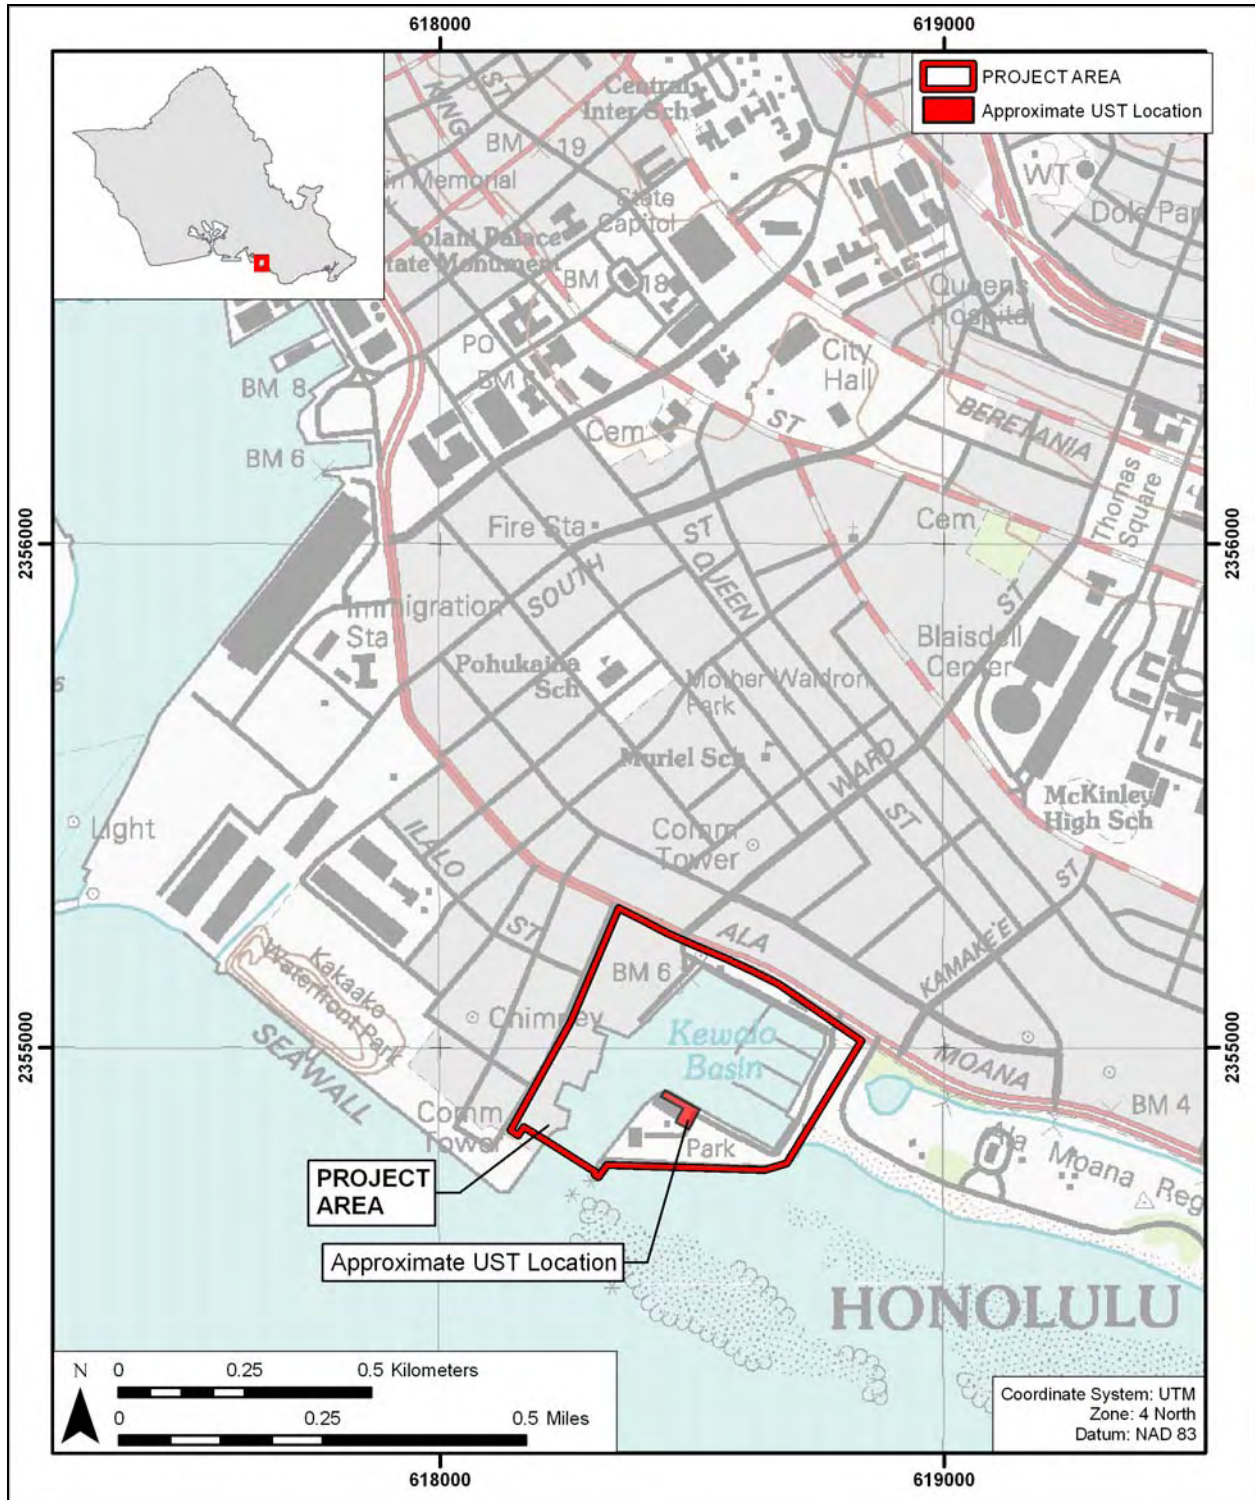 618000
619000
PROJECT AREA
Approximate UST Location
KING
ST
Central
Inter Sch
BM
19
WT
Memorial
State
Capitol
Iolani Palace
tate Monument
BM
18
Dole Par
Queens
Hospital
PO
BM
City
Hall
BM 8
BM 6
Cem
ST
BERETANIA
Thomas
Square
2356000
Fire Sta
ST
QUEEN
Cem
2356000
SOUTH
Immigration
Sta
ST
Blaisdell
Center
Pohukaina
Sch
Mother Waldron
Park
6
Muriel Sch
WARD
ST
McKinley
High Sch
Light
ILALO
Comm
Tower
ST
ST
ALA
KAMAKE'E
Kakaako
Waterfront Park
BM 6
Chimney
Kewalo
Basin
2355000
SEAWALL
MOANA
2355000
Comm
Tower
BM 4
Park
Ala Moana Reg
PROJECT
AREA
Approximate UST Location
HONOLULU
N
0
0.25
0.5 Kilometers
0
0.25
0.5 Miles
Coordinate System: UTM
Zone: 4 North
Datum: NAD 83
618000
619000